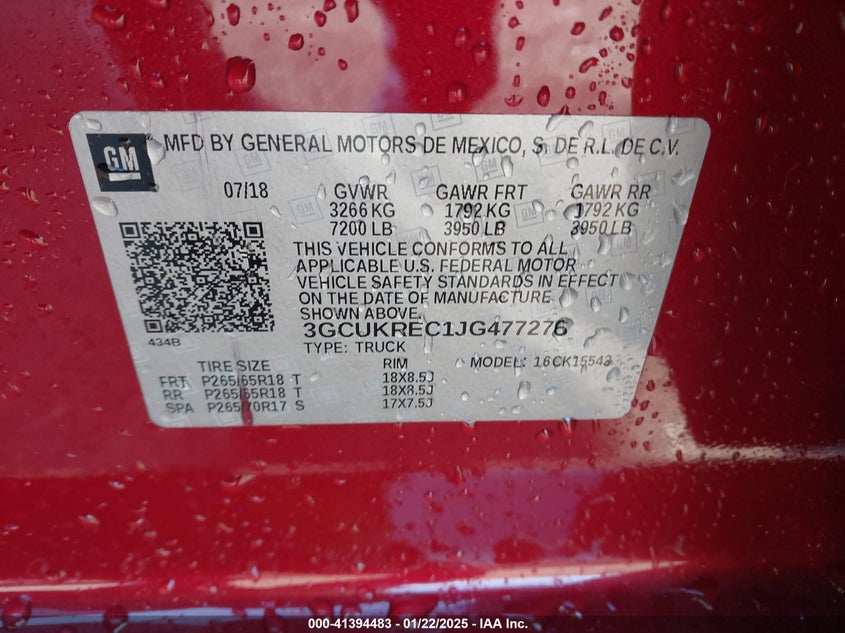 GM MFD BY GENERAL MOTORS DE MEXICO, S. DE R.L. DE C.V.
07/18 GVWR GAWR FRT GAWR RR
3266 KG 1792 KG 1792 KG
7200 LB 3950 LB 3950 LB
THIS VEHICLE CONFORMS TO ALL
APPLICABLE U.S. FEDERAL MOTOR
VEHICLE SAFETY STANDARDS IN EFFECT
ON THE DATE OF MANUFACTURE
SHOWN ABOVE.
3GCUKREC1JG477276
434B TYPE: TRUCK MODEL: 16CK15543
TIRE SIZE RIM
FRT P265/65R18 T 18X8.5J
RR P265/65R18 T 18X8.5J
SPA P265/70R17 S 17X7.5J
000-41394483 - 01/22/2025 - IAA Inc.